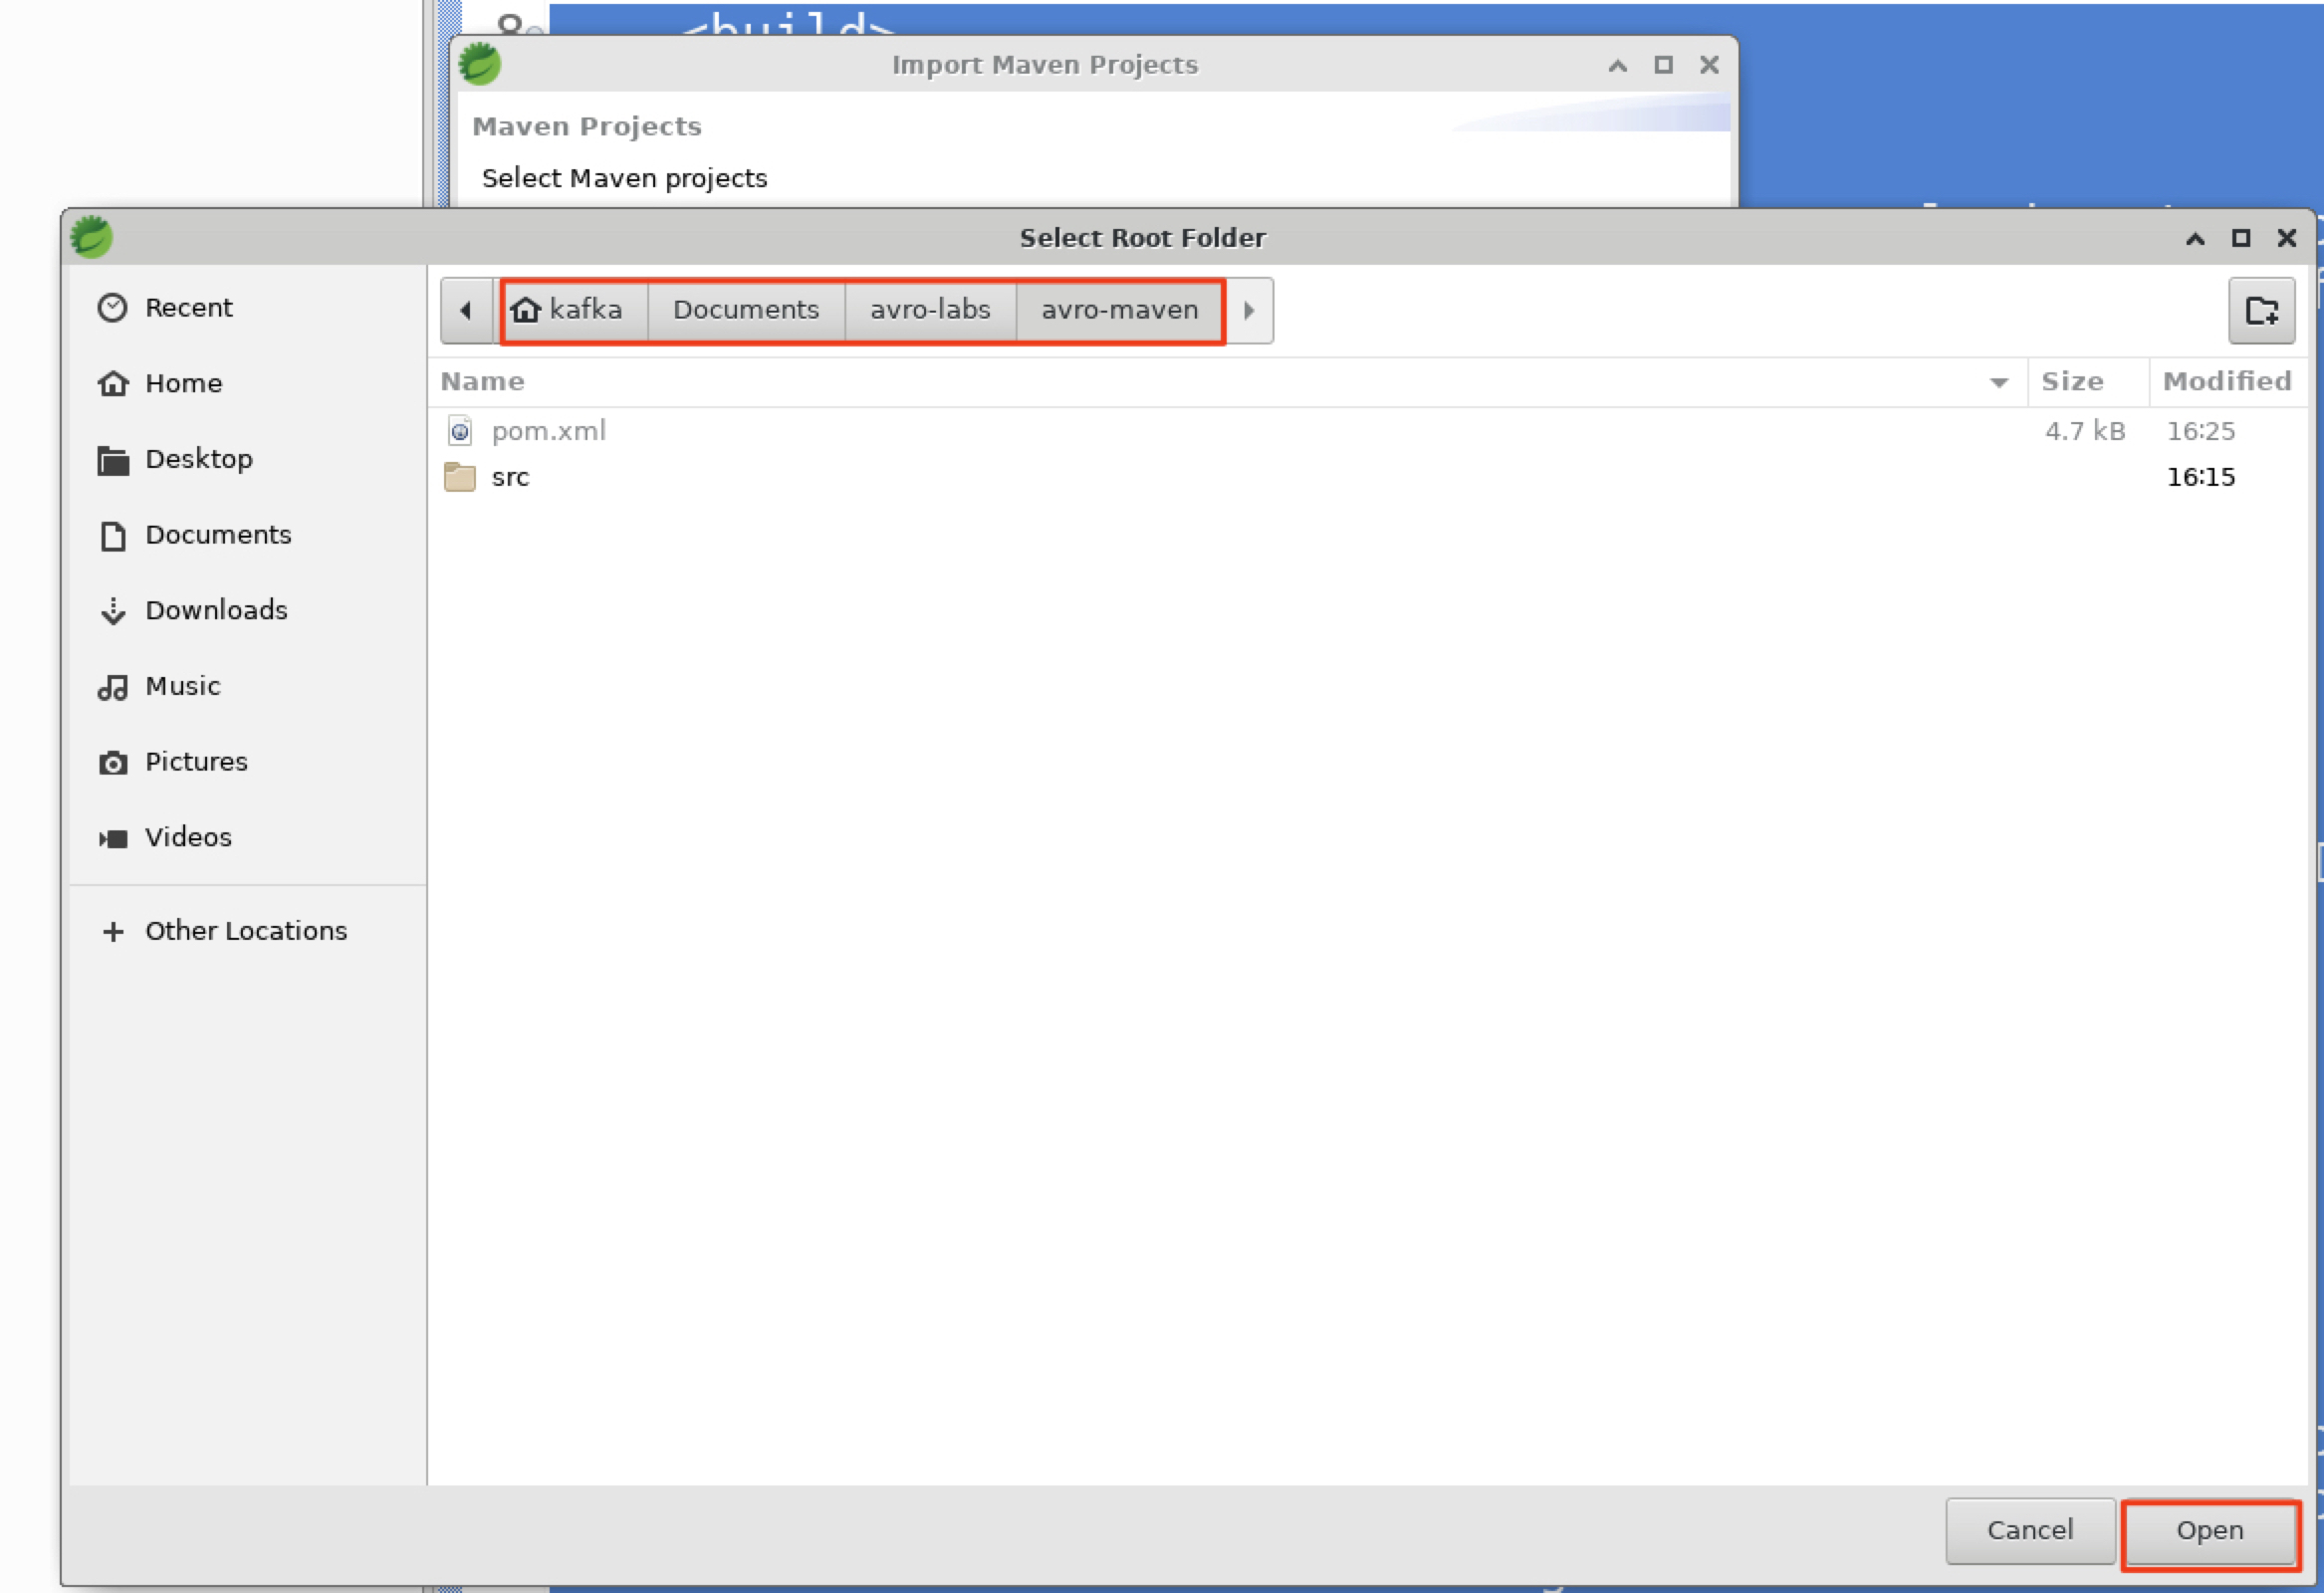 8 <build>
Import Maven Projects
Maven Projects
Select Maven projects
Select Root Folder
Recent
Home
Desktop
Documents
Downloads
Music
Pictures
Videos
Other Locations
kafka Documents avro-labs avro-maven
Name Size Modified
pom.xml 4.7 kB 16:25
src 16:15
Cancel Open